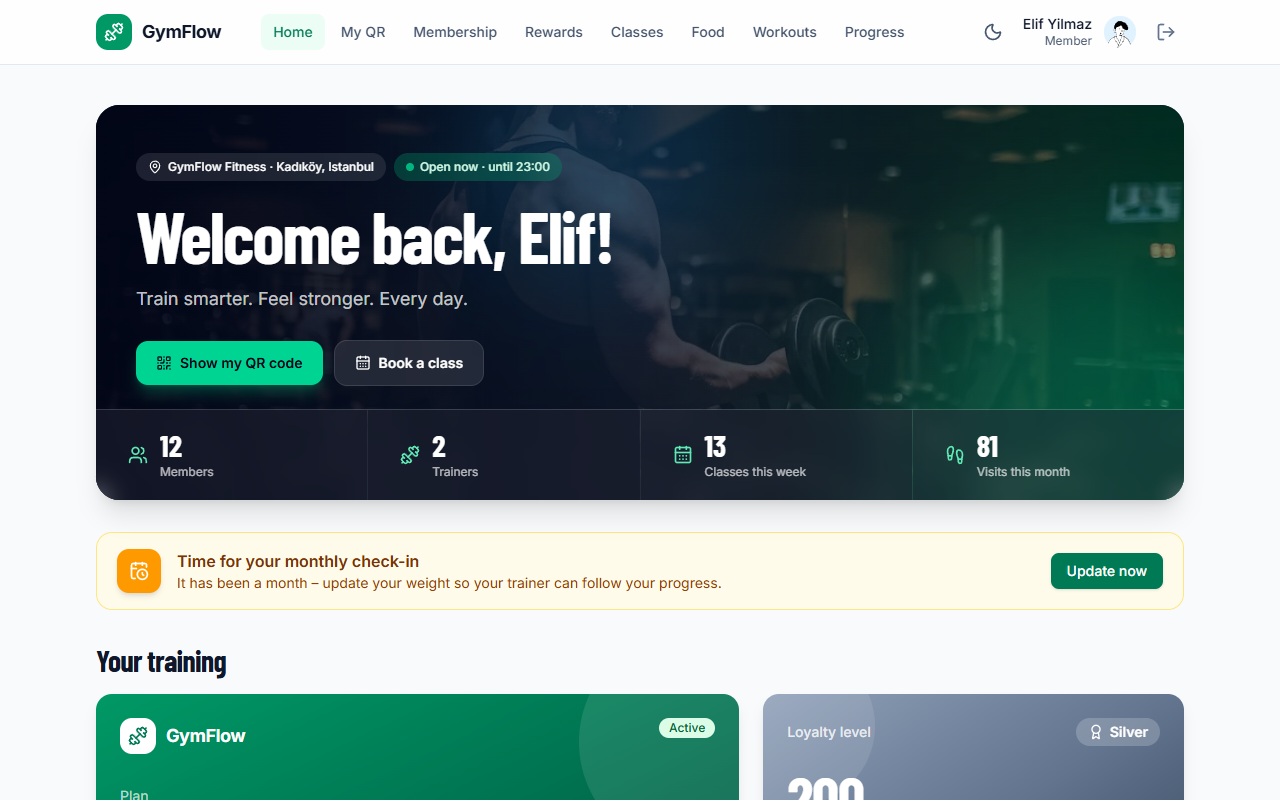 GymFlow
Home
My QR
Membership
Rewards
Classes
Food
Workouts
Progress
Elif Yilmaz
Member
GymFlow Fitness · Kadıköy, Istanbul
Open now · until 23:00
Welcome back, Elif!
Train smarter. Feel stronger. Every day.
Show my QR code
Book a class
12
Members
2
Trainers
13
Classes this week
81
Visits this month
Time for your monthly check-in
It has been a month – update your weight so your trainer can follow your progress.
Update now
Your training
GymFlow
Active
Plan
Loyalty level
Silver
200